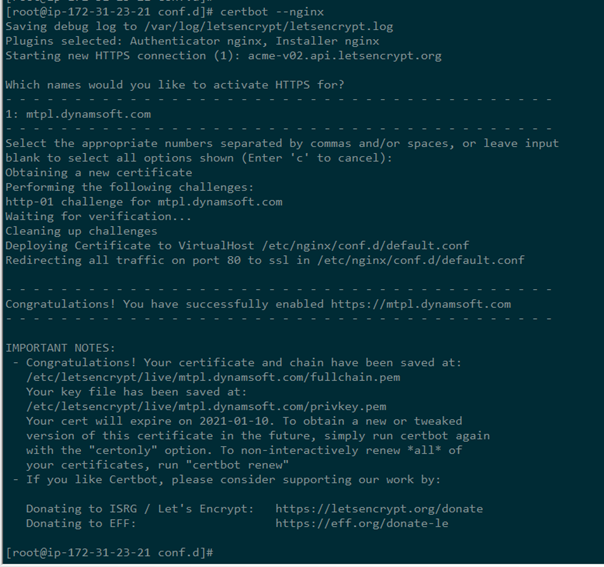 [root@ip-172-31-23-21 conf.d]# certbot --nginx
Saving debug log to /var/log/letsencrypt/letsencrypt.log
Plugins selected: Authenticator nginx, Installer nginx
Starting new HTTPS connection (1): acme-v02.api.letsencrypt.org

Which names would you like to activate HTTPS for?
- - - - - - - - - - - - - - - - - - - - - - - - - - - - - - - - - - - - - - - -
1: mtpl.dynamsoft.com
- - - - - - - - - - - - - - - - - - - - - - - - - - - - - - - - - - - - - - - -
Select the appropriate numbers separated by commas and/or spaces, or leave input
blank to select all options shown (Enter 'c' to cancel):
Obtaining a new certificate
Performing the following challenges:
http-01 challenge for mtpl.dynamsoft.com
Waiting for verification...
Cleaning up challenges
Deploying Certificate to VirtualHost /etc/nginx/conf.d/default.conf
Redirecting all traffic on port 80 to ssl in /etc/nginx/conf.d/default.conf

- - - - - - - - - - - - - - - - - - - - - - - - - - - - - - - - - - - - - - - -
Congratulations! You have successfully enabled https://mtpl.dynamsoft.com
- - - - - - - - - - - - - - - - - - - - - - - - - - - - - - - - - - - - - - - -

IMPORTANT NOTES:
 - Congratulations! Your certificate and chain have been saved at:
   /etc/letsencrypt/live/mtpl.dynamsoft.com/fullchain.pem
   Your key file has been saved at:
   /etc/letsencrypt/live/mtpl.dynamsoft.com/privkey.pem
   Your cert will expire on 2021-01-10. To obtain a new or tweaked
   version of this certificate in the future, simply run certbot again
   with the "certonly" option. To non-interactively renew *all* of
   your certificates, run "certbot renew"
 - If you like Certbot, please consider supporting our work by:

   Donating to ISRG / Let's Encrypt:   https://letsencrypt.org/donate
   Donating to EFF:                    https://eff.org/donate-le

[root@ip-172-31-23-21 conf.d]#